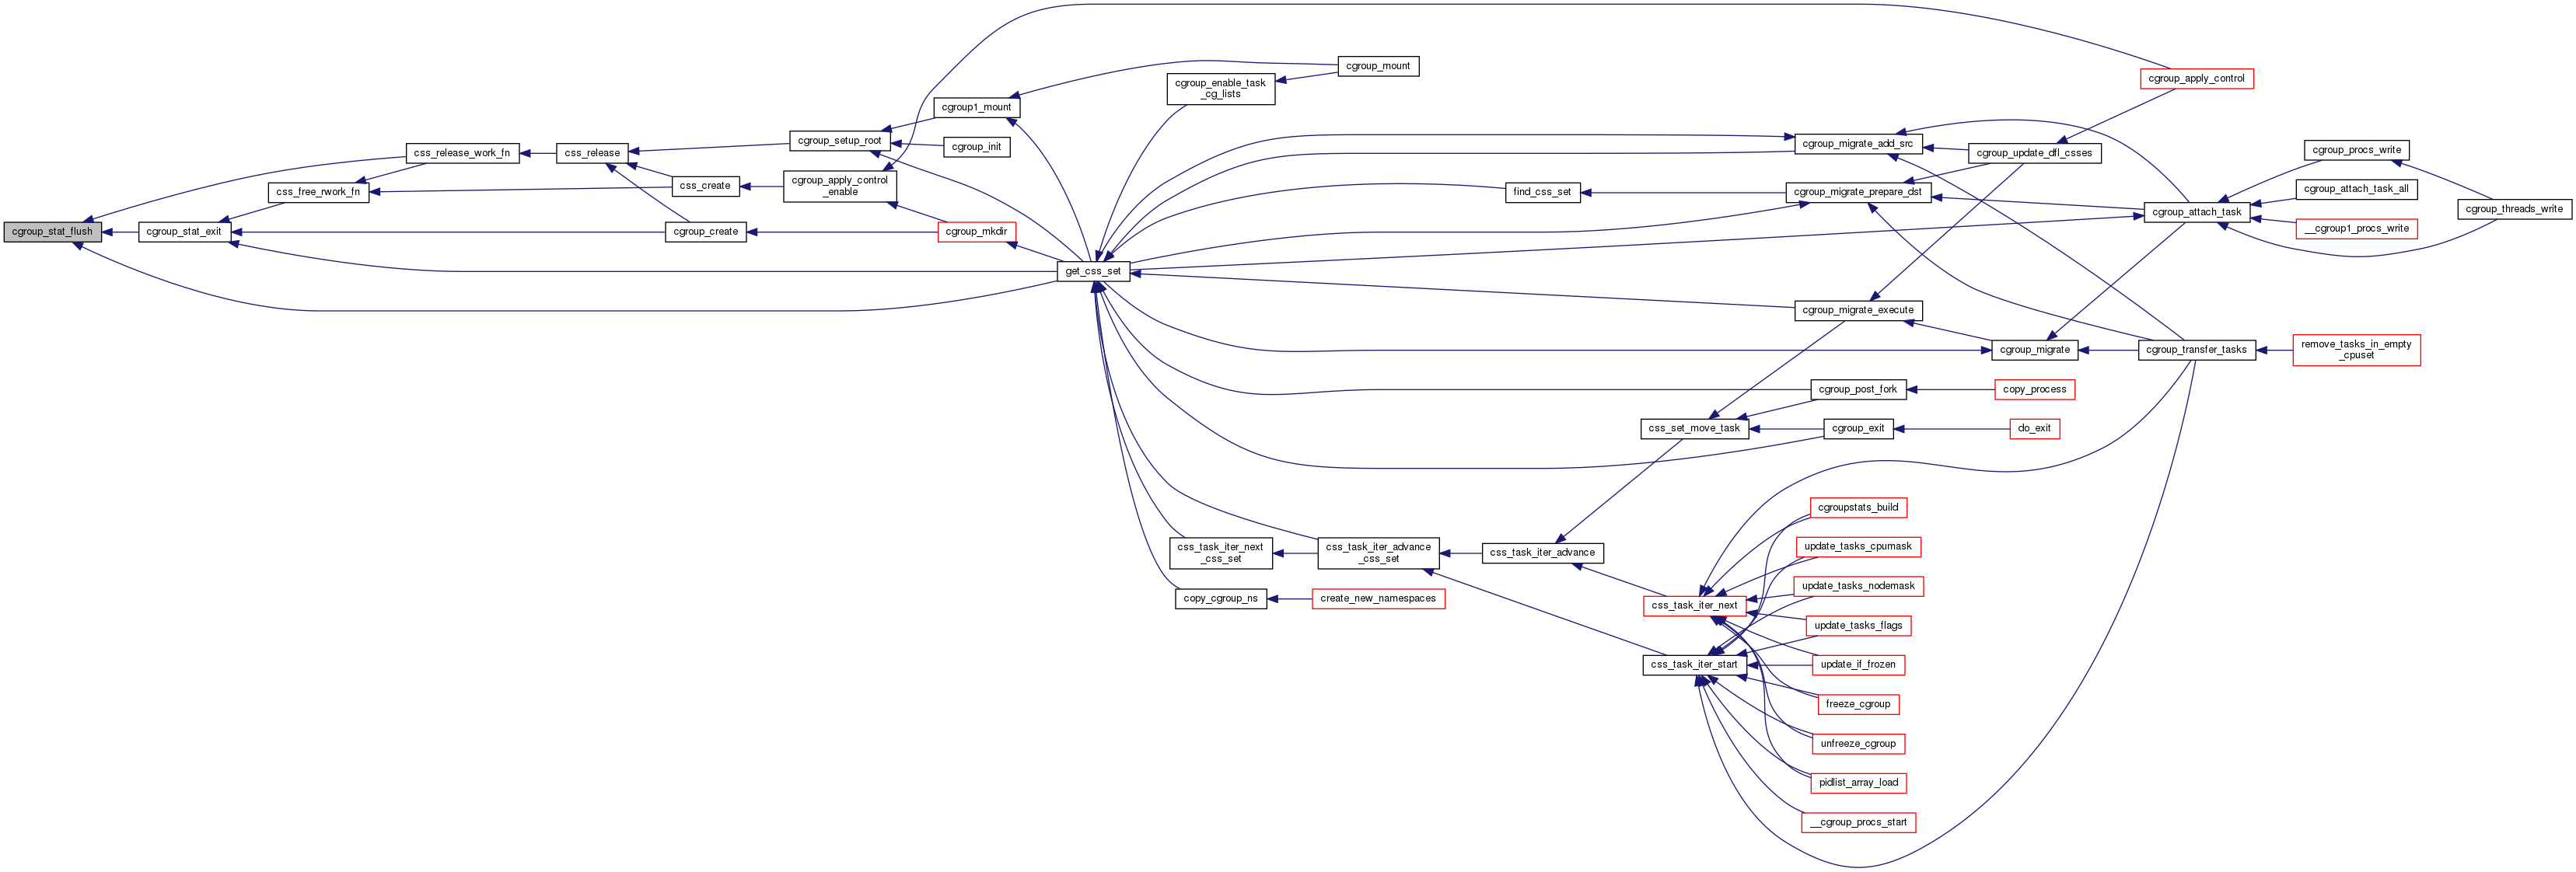 cgroup_stat_flush
cgroup_stat_exit
css_release_work_fn
css_free_rwork_fn
css_release
css_create
cgroup_create
cgroup_setup_root
cgroup_apply_control
_enable
cgroup1_mount
cgroup_init
cgroup_mkdir
get_css_set
cgroup_enable_task
_cg_lists
cgroup_mount
css_task_iter_next
_css_set
copy_cgroup_ns
css_task_iter_advance
_css_set
create_new_namespaces
find_css_set
css_task_iter_advance
css_set_move_task
css_task_iter_next
css_task_iter_start
cgroup_migrate_add_src
cgroup_migrate_prepare_dst
cgroup_migrate_execute
cgroup_post_fork
cgroup_exit
cgroupstats_build
update_tasks_cpumask
update_tasks_nodemask
update_tasks_flags
update_if_frozen
freeze_cgroup
unfreeze_cgroup
pidlist_array_load
__cgroup_procs_start
cgroup_update_dfl_csses
cgroup_migrate
copy_process
do_exit
cgroup_apply_control
cgroup_attach_task
cgroup_transfer_tasks
cgroup_procs_write
cgroup_attach_task_all
__cgroup1_procs_write
remove_tasks_in_empty
_cpuset
cgroup_threads_write